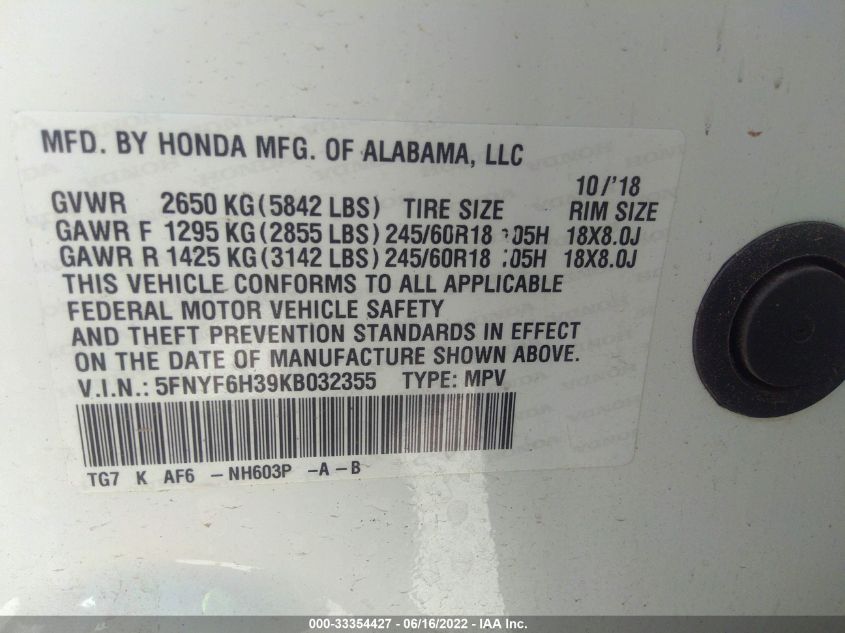 MFD. BY HONDA MFG. OF ALABAMA, LLC
10/'18
GVWR 2650 KG(5842 LBS) TIRE SIZE RIM SIZE
GAWR F 1295 KG(2855 LBS) 245/60R18 18X8.0J
GAWR R 1425 KG(3142 LBS) 245/60R18 18X8.0J
THIS VEHICLE CONFORMS TO ALL APPLICABLE
FEDERAL MOTOR VEHICLE SAFETY
AND THEFT PREVENTION STANDARDS IN EFFECT
ON THE DATE OF MANUFACTURE SHOWN ABOVE.
V.I.N.: 5FNYF6H39KB032355 TYPE: MPV
TG7 K AF6 -NH603P -A-B
000-33354427 - 06/16/2022 - IAA Inc.